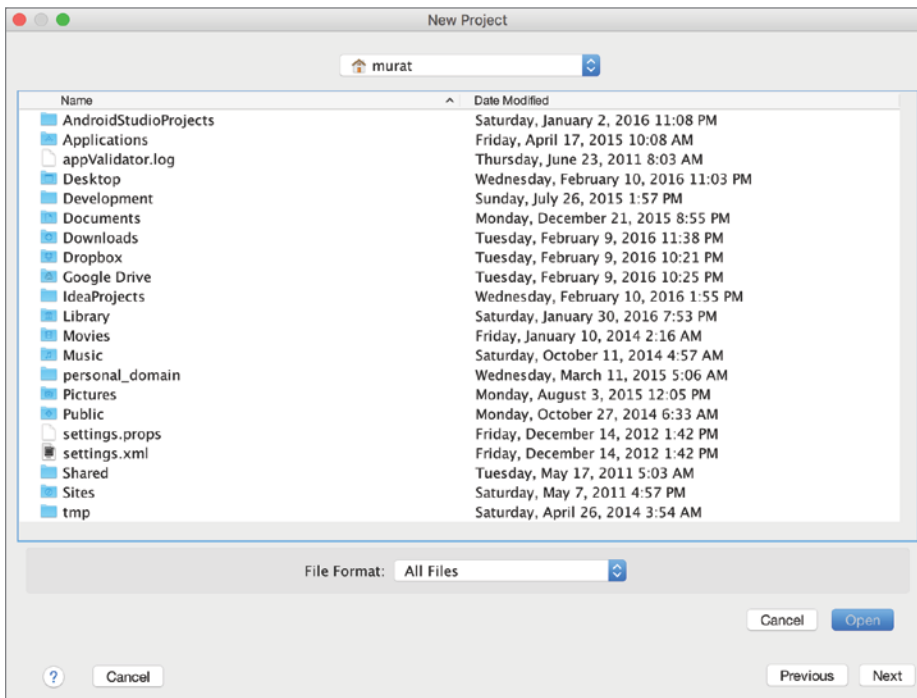 New Project
murat
Name Date Modified
AndroidStudioProjects Saturday, January 2, 2016 11:08 PM
Applications Friday, April 17, 2015 10:08 AM
appValidator.log Thursday, June 23, 2011 8:03 AM
Desktop Wednesday, February 10, 2016 11:03 PM
Development Sunday, July 26, 2015 1:57 PM
Documents Monday, December 21, 2015 8:55 PM
Downloads Tuesday, February 9, 2016 11:38 PM
Dropbox Tuesday, February 9, 2016 10:21 PM
Google Drive Tuesday, February 9, 2016 10:25 PM
IdeaProjects Wednesday, February 10, 2016 1:55 PM
Library Saturday, January 30, 2016 7:53 PM
Movies Friday, January 10, 2014 2:16 AM
Music Saturday, October 11, 2014 4:57 AM
personal_domain Wednesday, March 11, 2015 5:06 AM
Pictures Monday, August 3, 2015 12:05 PM
Public Monday, October 27, 2014 6:33 AM
settings.props Friday, December 14, 2012 1:42 PM
settings.xml Friday, December 14, 2012 1:42 PM
Shared Tuesday, May 17, 2011 5:03 AM
Sites Saturday, May 7, 2011 4:57 PM
tmp Saturday, April 26, 2014 3:54 AM
File Format: All Files
Cancel Open
? Cancel Previous Next